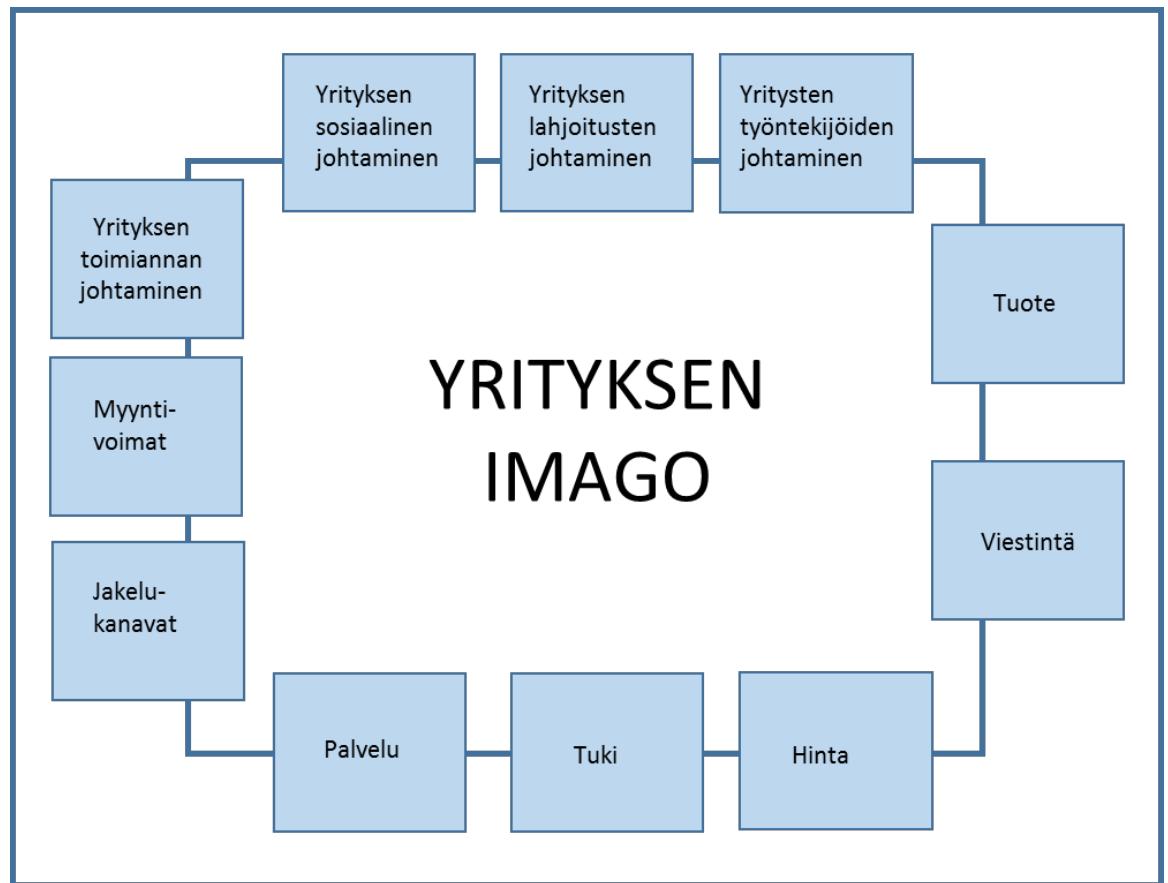 Yrityksen
sosiaalinen
johtaminen
Yrityksen
lahjoitusten
johtaminen
Yritysten
työntekijöiden
johtaminen
Yrityksen
toimiannan
johtaminen
Tuote
YRITYKSEN
IMAGO
Myynti-
voimat
Viestintä
Jakelu-
kanavat
Palvelu
Tuki
Hinta